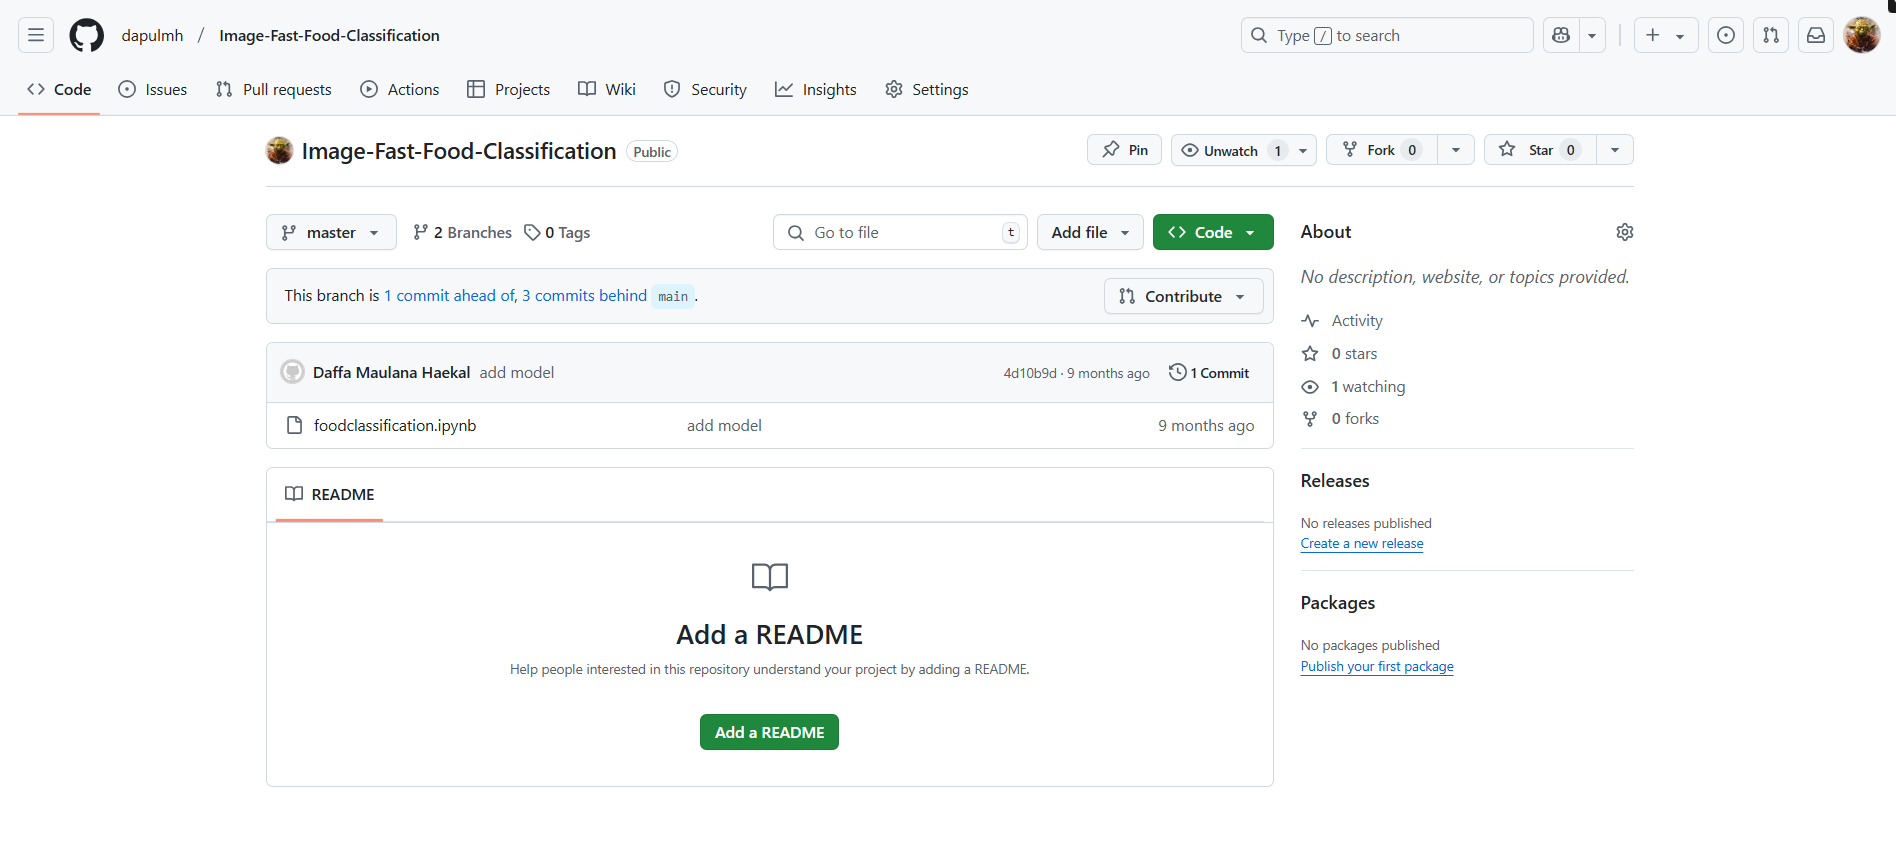 dapulmh / Image-Fast-Food-Classification
Type / to search
Code Issues Pull requests Actions Projects Wiki Security Insights Settings
Image-Fast-Food-Classification Public
Pin Unwatch 1 Fork 0 Star 0
master 2 Branches 0 Tags Go to file t Add file Code
This branch is 1 commit ahead of, 3 commits behind main .
Contribute
Daffa Maulana Haekal add model 4d10b9d · 9 months ago 1 Commit
foodclassification.ipynb add model 9 months ago
README
Add a README
Help people interested in this repository understand your project by adding a README.
Add a README
About
No description, website, or topics provided.
Activity
0 stars
1 watching
0 forks
Releases
No releases published
Create a new release
Packages
No packages published
Publish your first package